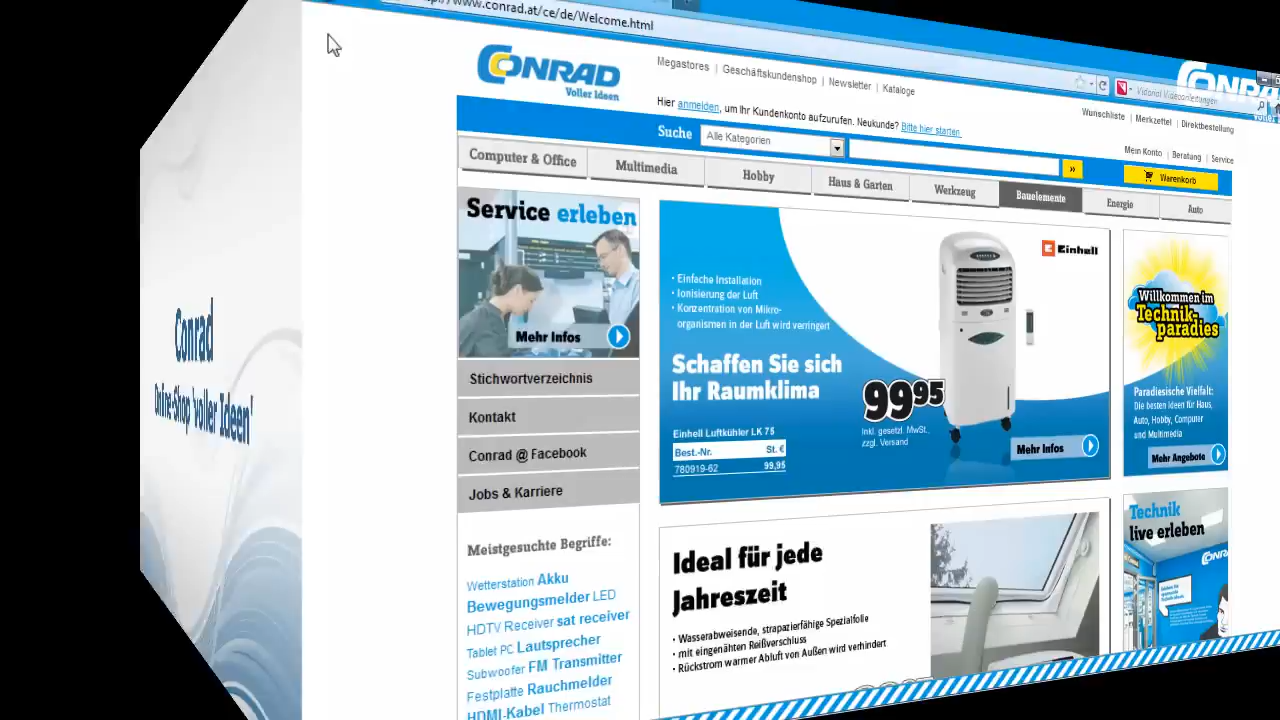 http://www.conrad.at/ce/de/Welcome.html
Vidorial Videoanleitungen
CONRAD
Voller Ideen
Megastores | Geschäftskundenshop | Newsletter | Kataloge
Wunschliste | Merkzettel | Direktbestellung
Hier anmelden, um Ihr Kundenkonto aufzurufen. Neukunde? Bitte hier starten.
Mein Konto | Beratung | Service
Suche Alle Kategorien »
Warenkorb
Computer & Office
Multimedia
Hobby
Haus & Garten
Werkzeug
Bauelemente
Energie
Auto
Conrad
Online-Shop 'voller Ideen'
Service erleben
Mehr Infos
Stichwortverzeichnis
Kontakt
Conrad @ Facebook
Jobs & Karriere
Meistgesuchte Begriffe:
Wetterstation Akku
Bewegungsmelder LED
HDTV Receiver sat receiver
Tablet PC Lautsprecher
Subwoofer FM Transmitter
Festplatte Rauchmelder
HDMI-Kabel Thermostat
Einhell
• Einfache Installation
• Ionisierung der Luft
• Konzentration von Mikro-
organismen in der Luft wird verringert
Schaffen Sie sich
Ihr Raumklima
9995
inkl. gesetzl. MwSt.,
zzgl. Versand
Einhell Luftkühler LK 75
Best.-Nr. St. €
780919-62 99,95
Mehr Infos
Ideal für jede
Jahreszeit
• Wasserabweisende, strapazierfähige Spezialfolie
• mit eingenähten Reißverschluss
• Rückstrom warmer Abluft von Außen wird verhindert
Willkommen im
Technik-
paradies
Paradiesische Vielfalt:
Die besten Ideen für Haus,
Auto, Hobby, Computer
und Multimedia
Mehr Angebote
Technik
live erleben